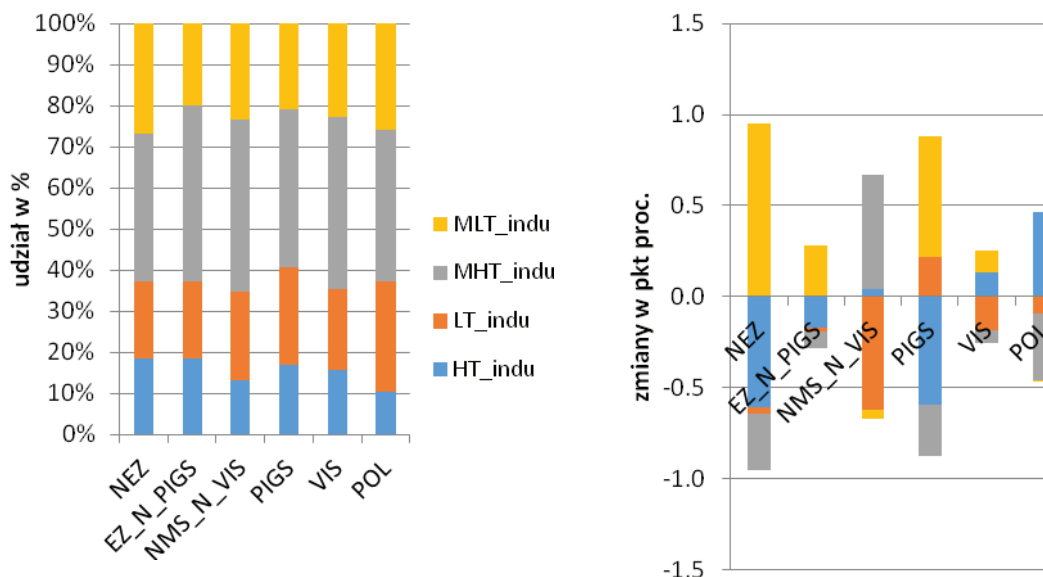 udział w %
100%
90%
80%
70%
60%
50%
40%
30%
20%
10%
0%
NEZ
EZ_N_PIGS
NMS_N_VIS
PIGS
VIS
POL
MLT_indu
MHT_indu
LT_indu
HT_indu
zmiany w pkt proc.
1.5
1.0
0.5
0.0
-0.5
-1.0
-1.5
NEZ
EZ_N_PIGS
NMS_N_VIS
PIGS
VIS
POL